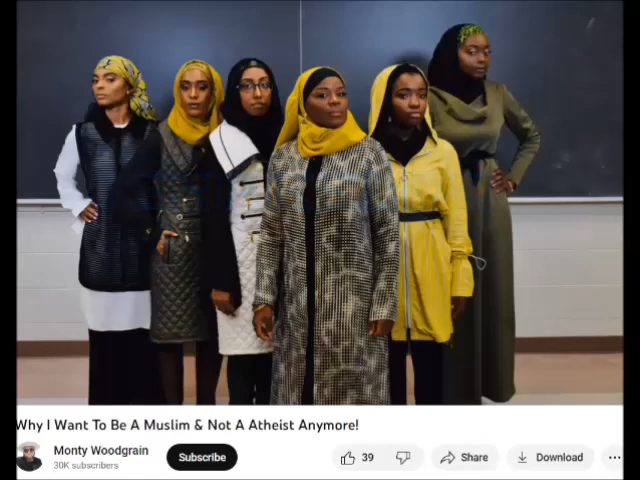 Why I Want To Be A Muslim & Not A Atheist Anymore!
Monty Woodgrain
30K subscribers
Subscribe
39
Share
Download